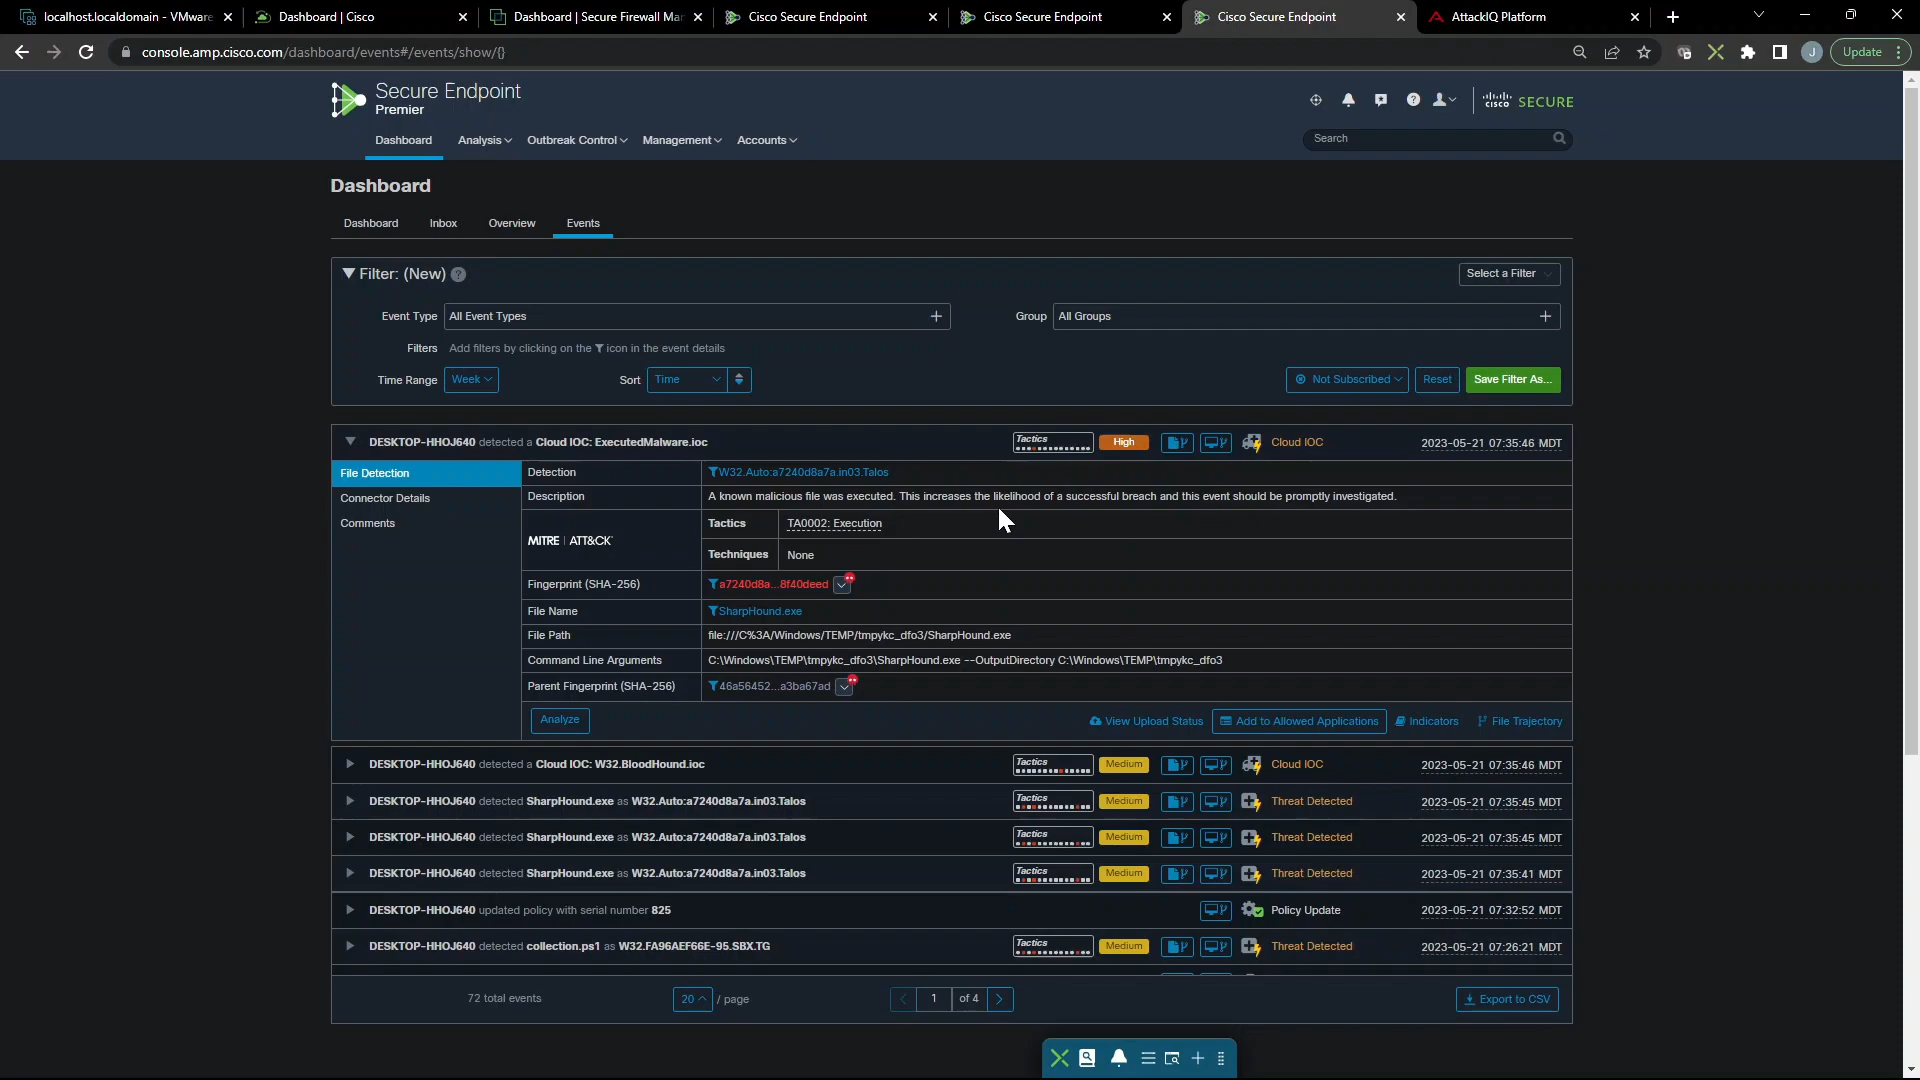 localhost.localdomain - VMware
Dashboard | Cisco
Dashboard | Secure Firewall Mar
Cisco Secure Endpoint
Cisco Secure Endpoint
Cisco Secure Endpoint
AttackIQ Platform
console.amp.cisco.com/dashboard/events#/events/show/{}
J
Update
Secure Endpoint
Premier
cisco SECURE
Dashboard
Analysis
Outbreak Control
Management
Accounts
Search
Dashboard
Dashboard
Inbox
Overview
Events
Filter: (New) ?
Select a Filter
Event Type All Event Types +
Group All Groups +
Filters Add filters by clicking on the icon in the event details
Time Range Week
Sort Time
Not Subscribed
Reset
Save Filter As...
DESKTOP-HHOJ640 detected a Cloud IOC: ExecutedMalware.ioc Tactics High Cloud IOC 2023-05-21 07:35:46 MDT
File Detection
Connector Details
Comments
Detection W32.Auto:a7240d8a7a.in03.Talos
Description A known malicious file was executed. This increases the likelihood of a successful breach and this event should be promptly investigated.
MITRE | ATT&CK
Tactics TA0002: Execution
Techniques None
Fingerprint (SHA-256) a7240d8a...8f40deed
File Name SharpHound.exe
File Path file:///C%3A/Windows/TEMP/tmpykc_dfo3/SharpHound.exe
Command Line Arguments C:\Windows\TEMP\tmpykc_dfo3\SharpHound.exe --OutputDirectory C:\Windows\TEMP\tmpykc_dfo3
Parent Fingerprint (SHA-256) 46a56452...a3ba67ad
Analyze
View Upload Status
Add to Allowed Applications
Indicators
File Trajectory
DESKTOP-HHOJ640 detected a Cloud IOC: W32.BloodHound.ioc Tactics Medium Cloud IOC 2023-05-21 07:35:46 MDT
DESKTOP-HHOJ640 detected SharpHound.exe as W32.Auto:a7240d8a7a.in03.Talos Tactics Medium Threat Detected 2023-05-21 07:35:45 MDT
DESKTOP-HHOJ640 detected SharpHound.exe as W32.Auto:a7240d8a7a.in03.Talos Tactics Medium Threat Detected 2023-05-21 07:35:45 MDT
DESKTOP-HHOJ640 detected SharpHound.exe as W32.Auto:a7240d8a7a.in03.Talos Tactics Medium Threat Detected 2023-05-21 07:35:41 MDT
DESKTOP-HHOJ640 updated policy with serial number 825 Policy Update 2023-05-21 07:32:52 MDT
DESKTOP-HHOJ640 detected collection.ps1 as W32.FA96AEF66E-95.SBX.TG Tactics Medium Threat Detected 2023-05-21 07:26:21 MDT
72 total events
20 / page
1 of 4
Export to CSV